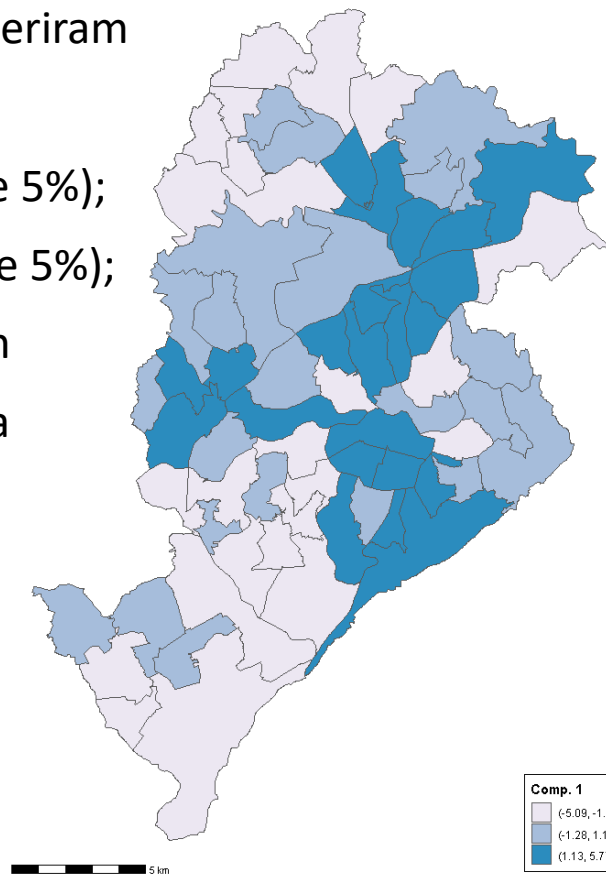 eriram
e 5%);
e 5%);
n
a
Comp. 1
(-5.09, -1.
(-1.28, 1.1
(1.13, 5.7
5 km